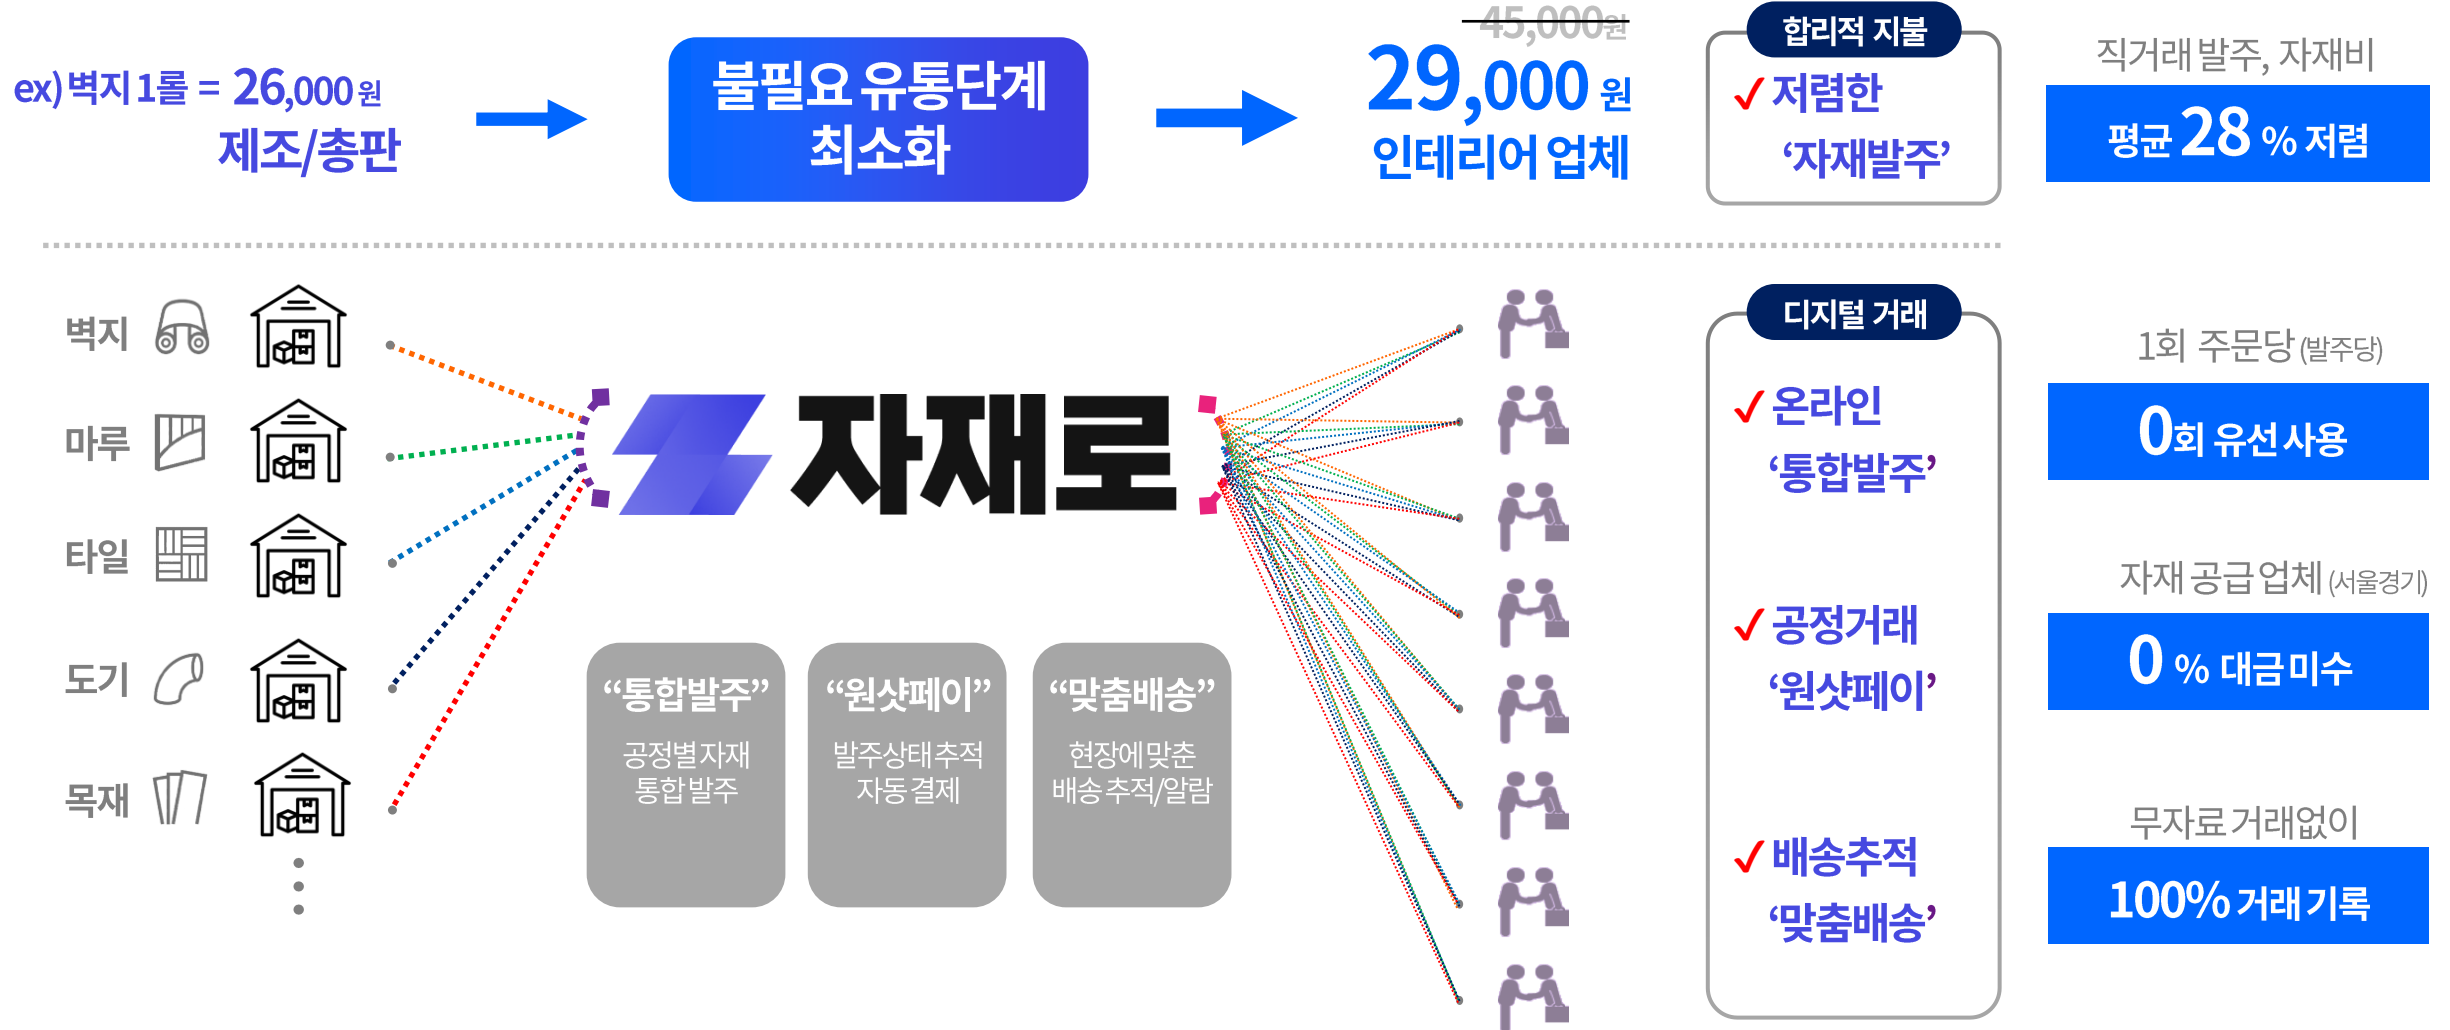 ex) 벽지 1롤 = 26,000 원
제조/총판
불필요 유통단계
최소화
45,000원
29,000 원
인테리어 업체
합리적 지불
✓ 저렴한
‘자재발주’
직거래 발주, 자재비
평균 28 % 저렴
벽지
마루
타일
도기
목재
자재로
“통합발주”
공정별 자재
통합 발주
“원샷페이”
발주상태 추적
자동 결제
“맞춤배송”
현장에 맞춘
배송 추적/알람
디지털 거래
✓ 온라인
‘통합발주’
✓ 공정거래
‘원샷페이’
✓ 배송추적
‘맞춤배송’
1회 주문당 (발주당)
0회 유선 사용
자재 공급 업체 (서울경기)
0 % 대금 미수
무자료 거래없이
100% 거래 기록